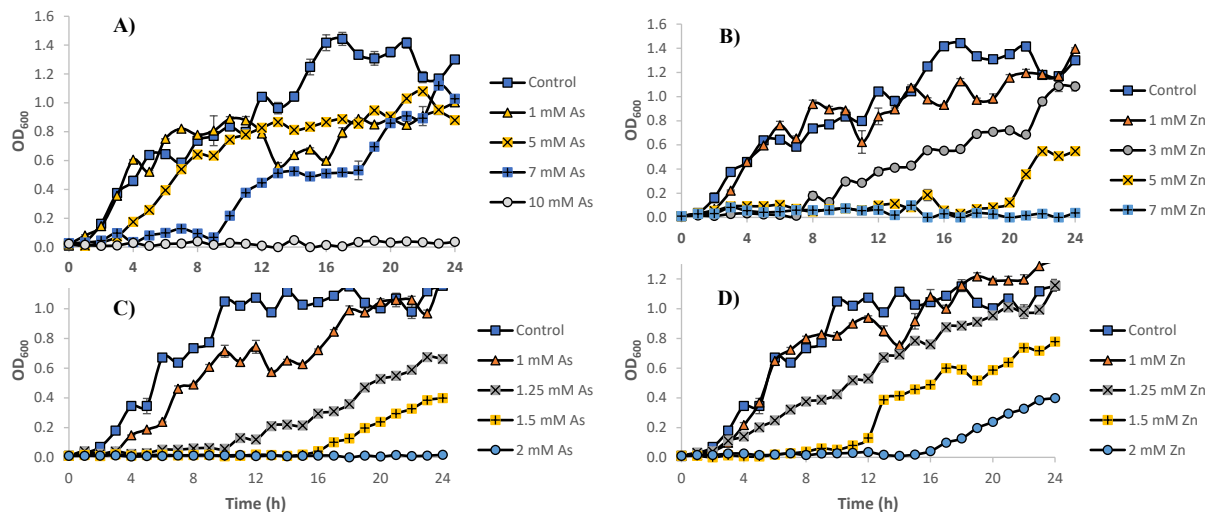 A)
OD600
1.6
1.4
1.2
1.0
0.8
0.6
0.4
0.2
0.0
0 4 8 12 16 20 24
Control
1 mM As
5 mM As
7 mM As
10 mM As
B)
OD600
1.6
1.4
1.2
1.0
0.8
0.6
0.4
0.2
0.0
0 4 8 12 16 20 24
Control
1 mM Zn
3 mM Zn
5 mM Zn
7 mM Zn
C)
OD600
1.0
0.8
0.6
0.4
0.2
0.0
0 4 8 12 16 20 24
Time (h)
Control
1 mM As
1.25 mM As
1.5 mM As
2 mM As
D)
OD600
1.2
1.0
0.8
0.6
0.4
0.2
0.0
0 4 8 12 16 20 24
Time (h)
Control
1 mM Zn
1.25 mM Zn
1.5 mM Zn
2 mM Zn